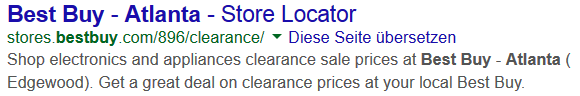 Best Buy - Atlanta - Store Locator
stores.bestbuy.com/896/clearance/ ▼ Diese Seite übersetzen
Shop electronics and appliances clearance sale prices at Best Buy - Atlanta (
Edgewood). Get a great deal on clearance prices at your local Best Buy.